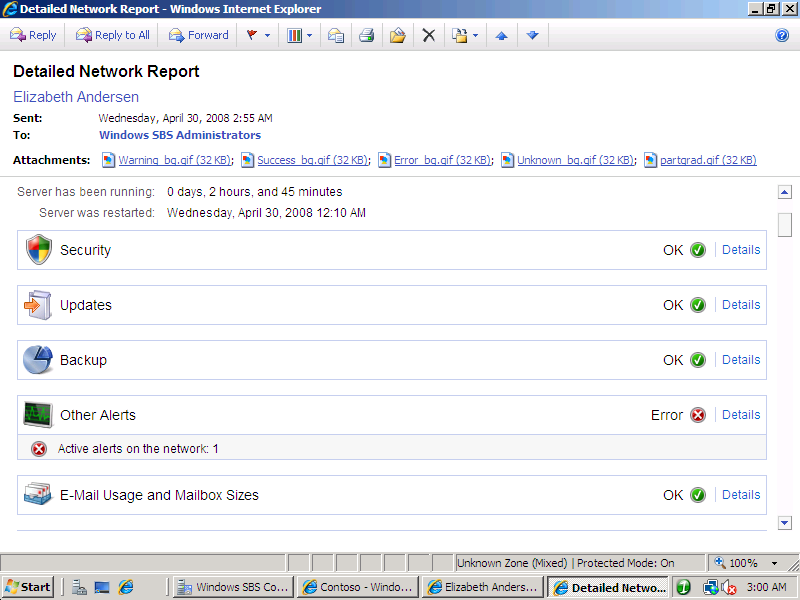 Detailed Network Report - Windows Internet Explorer
Reply Reply to All Forward
Detailed Network Report
Elizabeth Andersen
Sent: Wednesday, April 30, 2008 2:55 AM
To: Windows SBS Administrators
Attachments: Warning_bg.gif (32 KB); Success_bg.gif (32 KB); Error_bg.gif (32 KB); Unknown_bg.gif (32 KB); partgrad.gif (32 KB)
Server has been running: 0 days, 2 hours, and 45 minutes
Server was restarted: Wednesday, April 30, 2008 12:10 AM
Security OK Details
Updates OK Details
Backup OK Details
Other Alerts Error Details
Active alerts on the network: 1
E-Mail Usage and Mailbox Sizes OK Details
Unknown Zone (Mixed) | Protected Mode: On 100%
Start Windows SBS Co... Contoso - Windo... Elizabeth Anders... Detailed Netwo... 3:00 AM